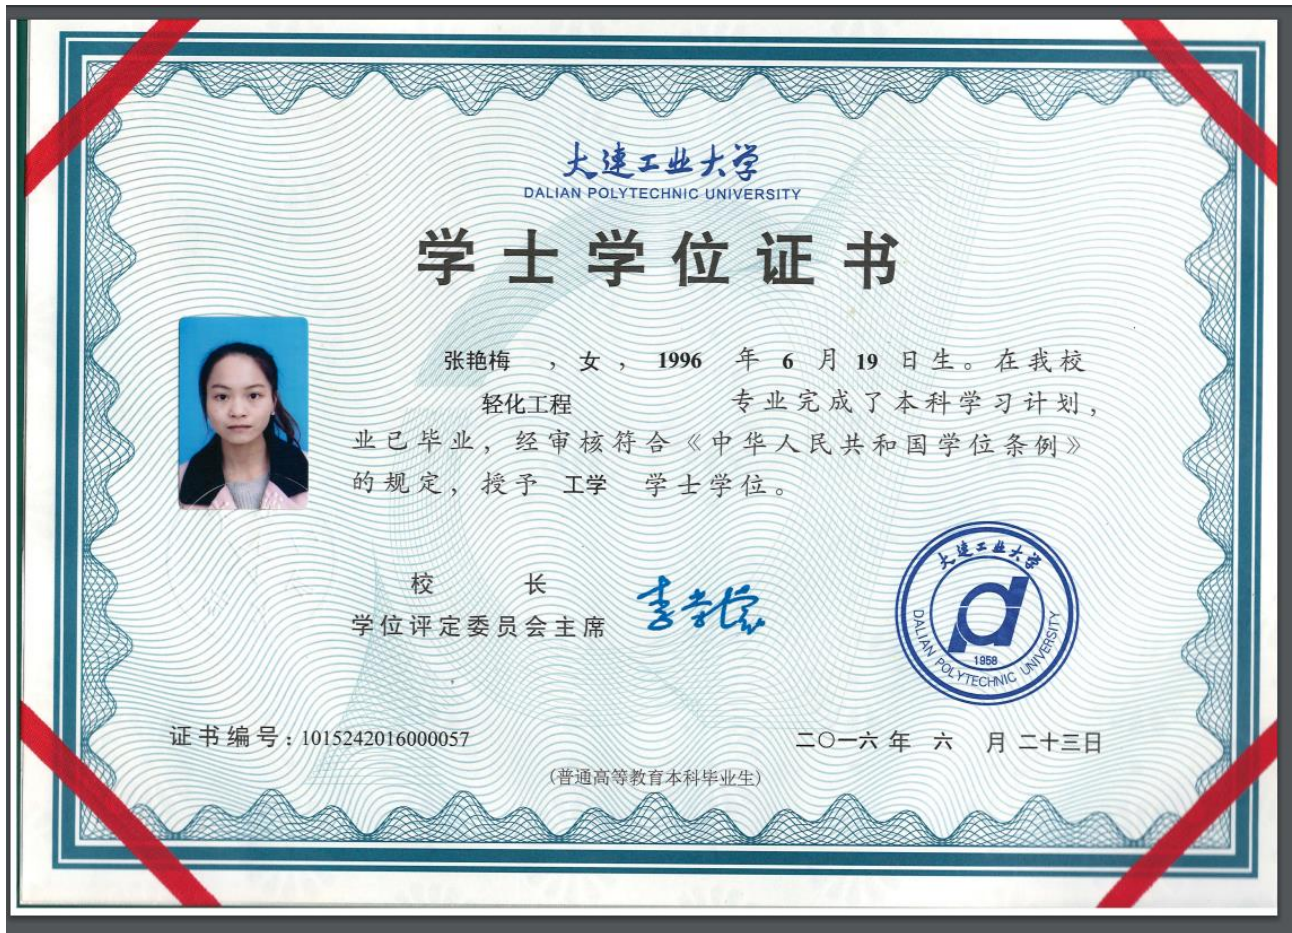 大连工业大学
DALIAN POLYTECHNIC UNIVERSITY
学士学位证书
张艳梅 ，女， 1996 年 6 月 19 日生。在我校
轻化工程 专业完成了本科学习计划，
业已毕业，经审核符合《中华人民共和国学位条例》
的规定，授予 工学 学士学位。
校 长
学位评定委员会主席
大连工业大学
DALIAN POLYTECHNIC UNIVERSITY
1958
证书编号：1015242016000057
二〇一六年 六 月二十三日
(普通高等教育本科毕业生)